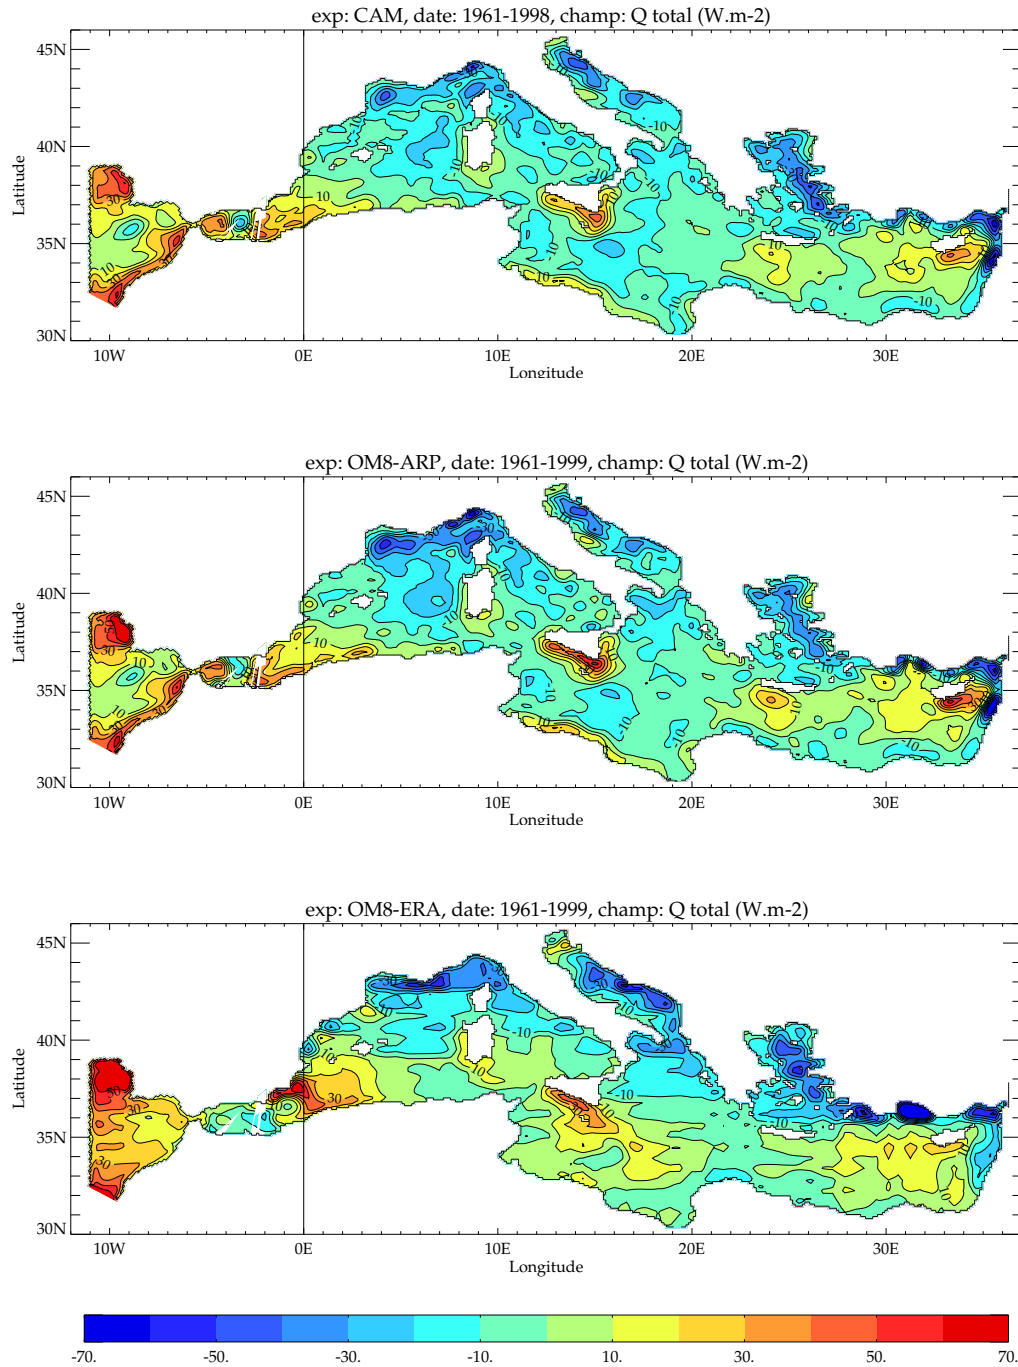 exp: CAM, date: 1961-1998, champ: Q total (W.m-2)
45N
40N
35N
30N
Latitude
10W 0E 10E 20E 30E
Longitude
exp: OM8-ARP, date: 1961-1999, champ: Q total (W.m-2)
45N
40N
35N
30N
Latitude
10W 0E 10E 20E 30E
Longitude
exp: OM8-ERA, date: 1961-1999, champ: Q total (W.m-2)
45N
40N
35N
30N
Latitude
10W 0E 10E 20E 30E
Longitude
-70. -50. -30. -10. 10. 30. 50. 70.